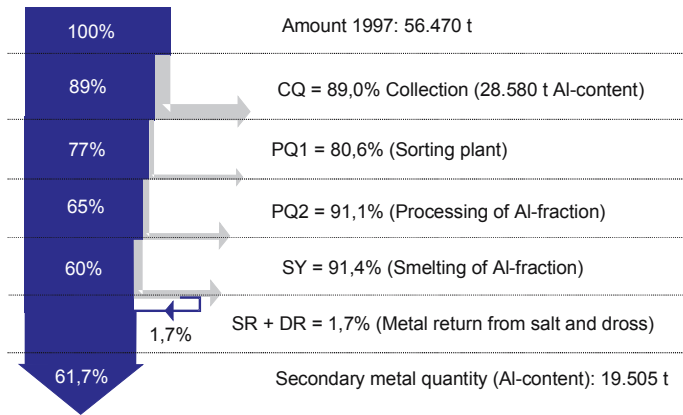 100%
Amount 1997: 56.470 t
89%
CQ = 89,0% Collection (28.580 t Al-content)
77%
PQ1 = 80,6% (Sorting plant)
65%
PQ2 = 91,1% (Processing of Al-fraction)
60%
SY = 91,4% (Smelting of Al-fraction)
1,7%
SR + DR = 1,7% (Metal return from salt and dross)
61,7%
Secondary metal quantity (Al-content): 19.505 t